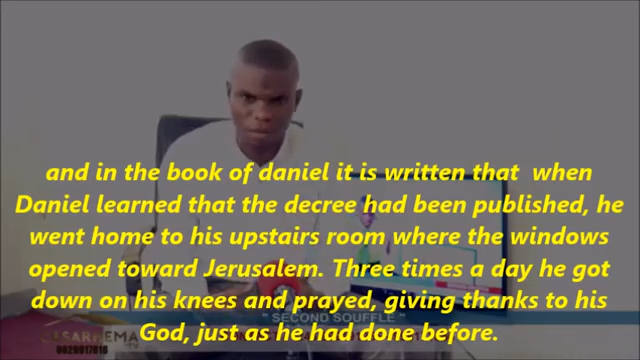 and in the book of daniel it is written that  when
Daniel learned that the decree had been published, he
went home to his upstairs room where the windows
opened toward Jerusalem. Three times a day he got
down on his knees and prayed, giving thanks to his
" SECOND SOUFFLE "
God, just as he had done before.